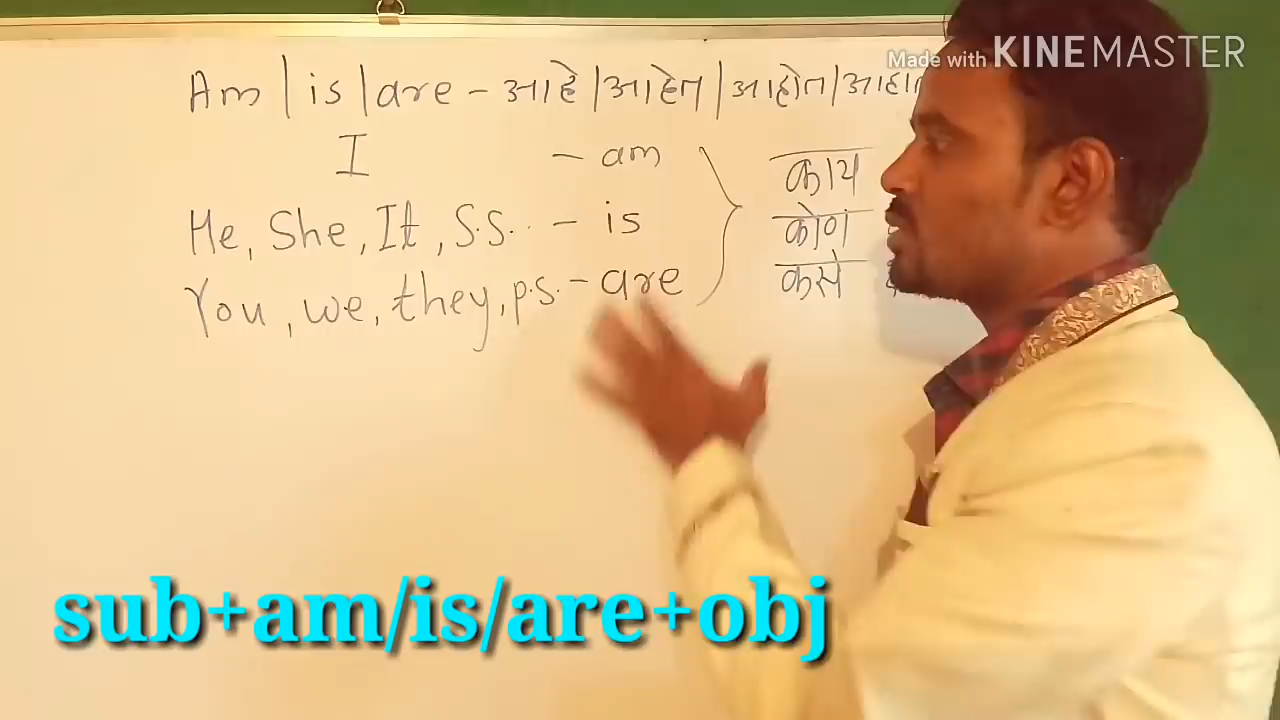 Made with KINEMASTER
Am | is | are - आहे | आहेत | आहोत | आहात
I - am
He, She, It, S.S.. - is
You, we, they, p.s. - are
काय
कोण
कसे
sub+am/is/are+obj